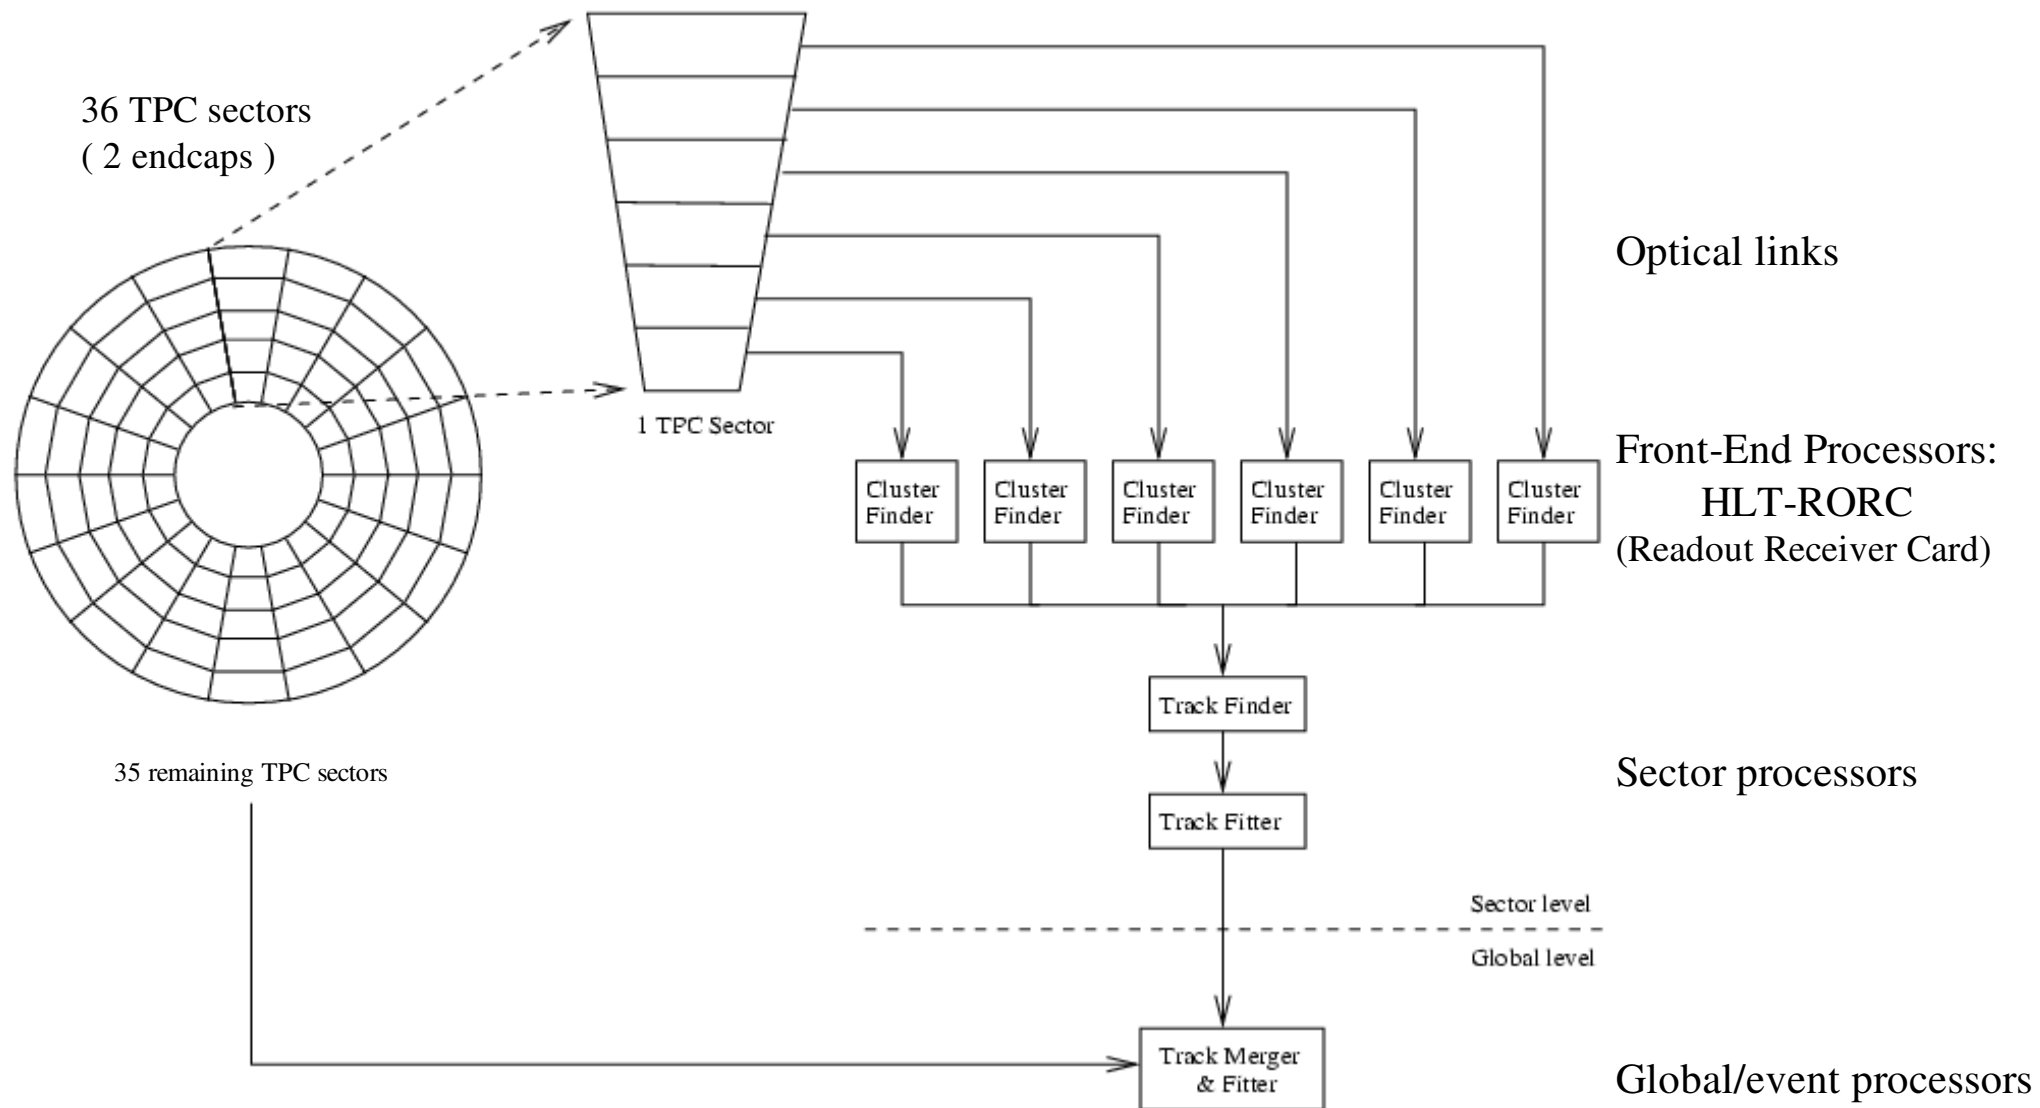 36 TPC sectors
( 2 endcaps )
Optical links
1 TPC Sector
Front-End Processors:
HLT-RORC
(Readout Receiver Card)
Cluster
Finder
Cluster
Finder
Cluster
Finder
Cluster
Finder
Cluster
Finder
Cluster
Finder
Track Finder
35 remaining TPC sectors
Sector processors
Track Fitter
Sector level
Global level
Track Merger
& Fitter
Global/event processors